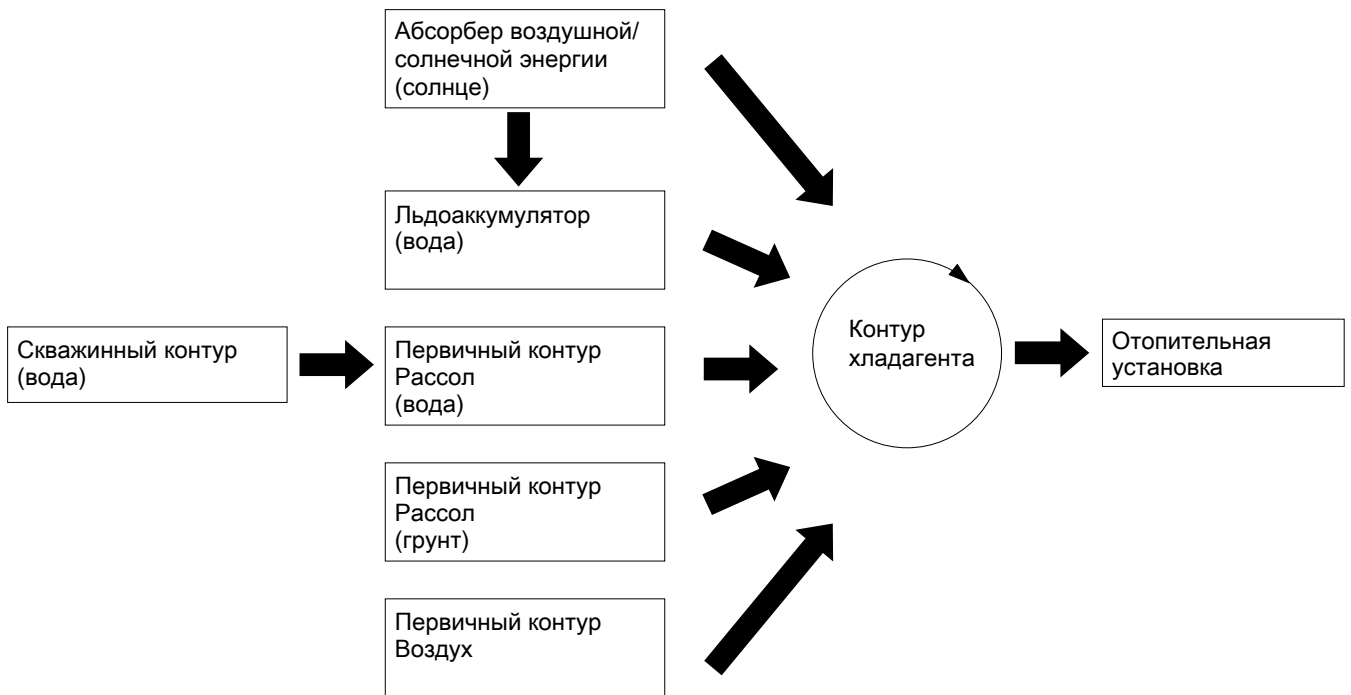 Абсорбер воздушной/
солнечной энергии
(солнце)
Льдоаккумулятор
(вода)
Скважинный контур
(вода)
Первичный контур
Рассол
(вода)
Контур
хладагента
Отопительная
установка
Первичный контур
Рассол
(грунт)
Первичный контур
Воздух